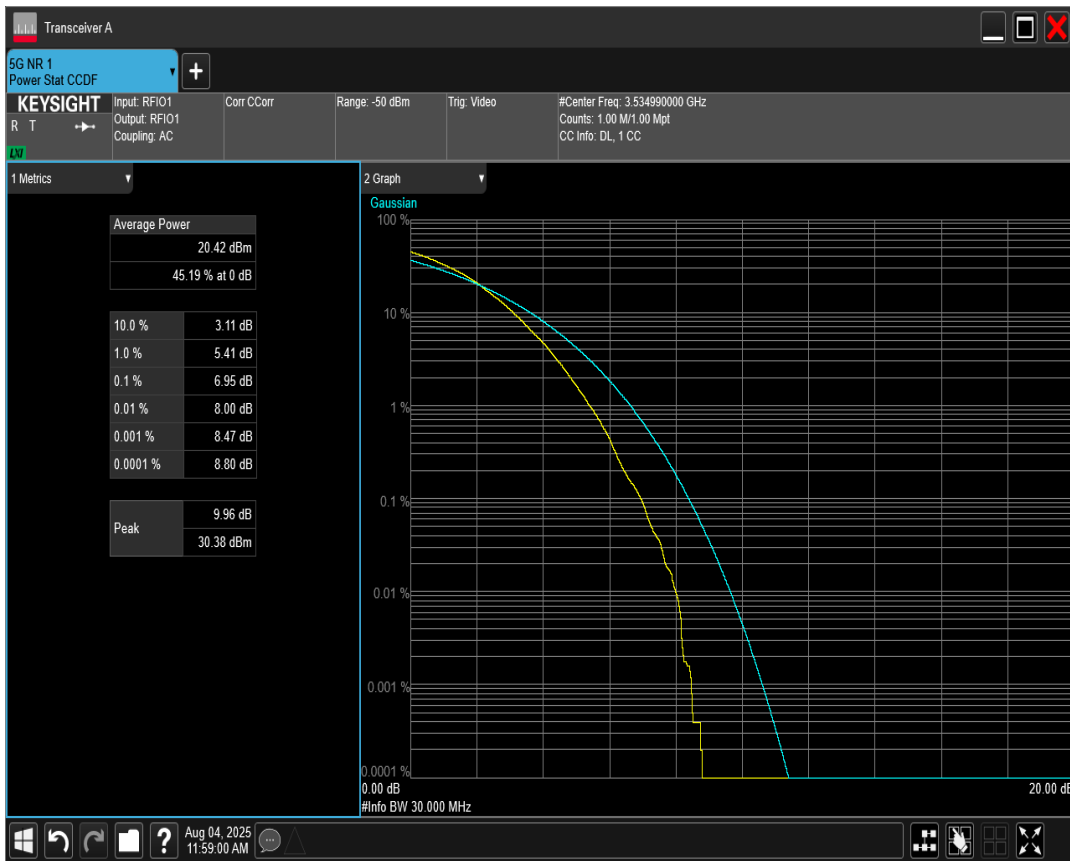 Transceiver A
5G NR 1
Power Stat CCDF
KEYSIGHT
R T
LXI
Input: RFIO1
Output: RFIO1
Coupling: AC
Corr CCorr
Range: -50 dBm
Trig: Video
#Center Freq: 3.534990000 GHz
Counts: 1.00 M/1.00 Mpt
CC Info: DL, 1 CC
1 Metrics
Average Power
20.42 dBm
45.19 % at 0 dB
10.0 % 3.11 dB
1.0 % 5.41 dB
0.1 % 6.95 dB
0.01 % 8.00 dB
0.001 % 8.47 dB
0.0001 % 8.80 dB
Peak
9.96 dB
30.38 dBm
2 Graph
Gaussian
100 %
10 %
1 %
0.1 %
0.01 %
0.001 %
0.0001 %
0.00 dB 20.00 dB
#Info BW 30.000 MHz
Aug 04, 2025
11:59:00 AM